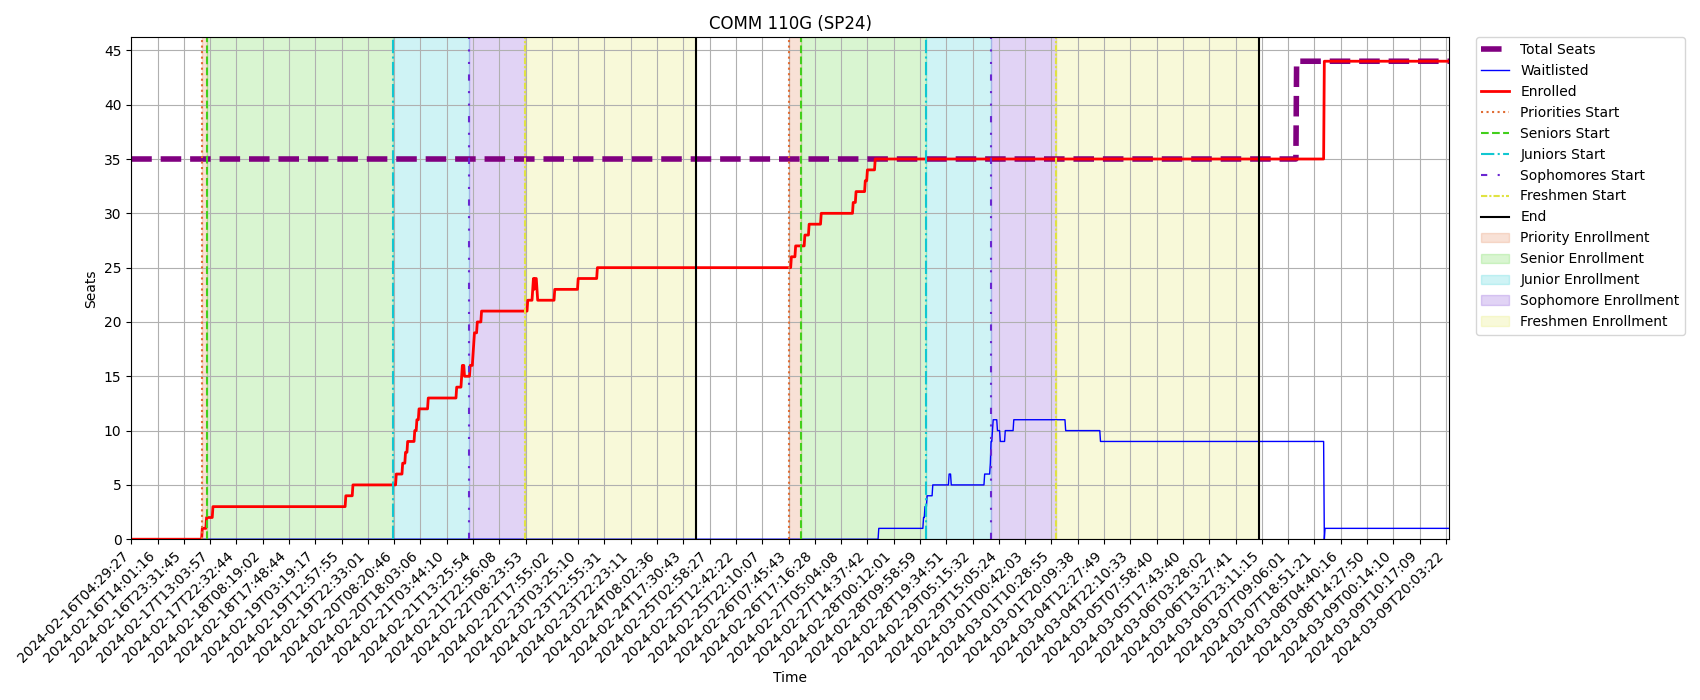 COMM 110G (SP24)
Seats
45
40
35
30
25
20
15
10
5
0
2024-02-16T04:29:27
2024-02-16T14:01:16
2024-02-16T23:31:45
2024-02-17T13:03:57
2024-02-17T22:32:44
2024-02-18T08:19:02
2024-02-18T17:48:44
2024-02-19T03:19:17
2024-02-19T12:57:55
2024-02-19T22:33:01
2024-02-20T08:20:46
2024-02-20T18:03:06
2024-02-21T03:44:10
2024-02-21T13:25:54
2024-02-21T22:56:08
2024-02-22T08:23:53
2024-02-22T17:55:02
2024-02-23T03:25:10
2024-02-23T12:55:31
2024-02-23T22:23:11
2024-02-24T08:02:36
2024-02-24T17:30:43
2024-02-25T02:58:27
2024-02-25T12:42:22
2024-02-25T22:10:07
2024-02-26T07:45:43
2024-02-26T17:16:28
2024-02-27T05:04:08
2024-02-27T14:37:42
2024-02-28T00:12:01
2024-02-28T09:58:59
2024-02-28T19:34:51
2024-02-29T05:15:32
2024-02-29T15:05:24
2024-03-01T00:42:03
2024-03-01T10:28:55
2024-03-01T20:09:38
2024-03-04T12:27:49
2024-03-04T22:10:33
2024-03-05T07:58:40
2024-03-05T17:43:40
2024-03-06T03:28:02
2024-03-06T13:27:41
2024-03-06T23:11:15
2024-03-07T09:06:01
2024-03-07T18:51:21
2024-03-08T04:40:16
2024-03-08T14:27:50
2024-03-09T00:14:10
2024-03-09T10:17:09
2024-03-09T20:03:22
Time
Total Seats
Waitlisted
Enrolled
Priorities Start
Seniors Start
Juniors Start
Sophomores Start
Freshmen Start
End
Priority Enrollment
Senior Enrollment
Junior Enrollment
Sophomore Enrollment
Freshmen Enrollment